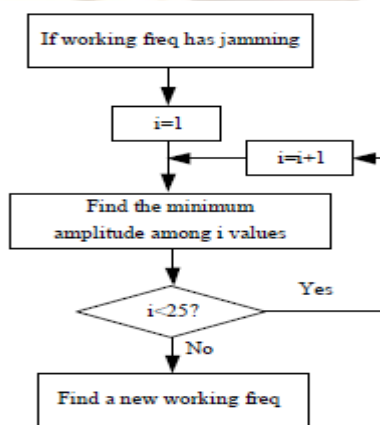 If working freq has jamming
i=1
i=i+1
Find the minimum
amplitude among i values
i<25?
Yes
No
Find a new working freq